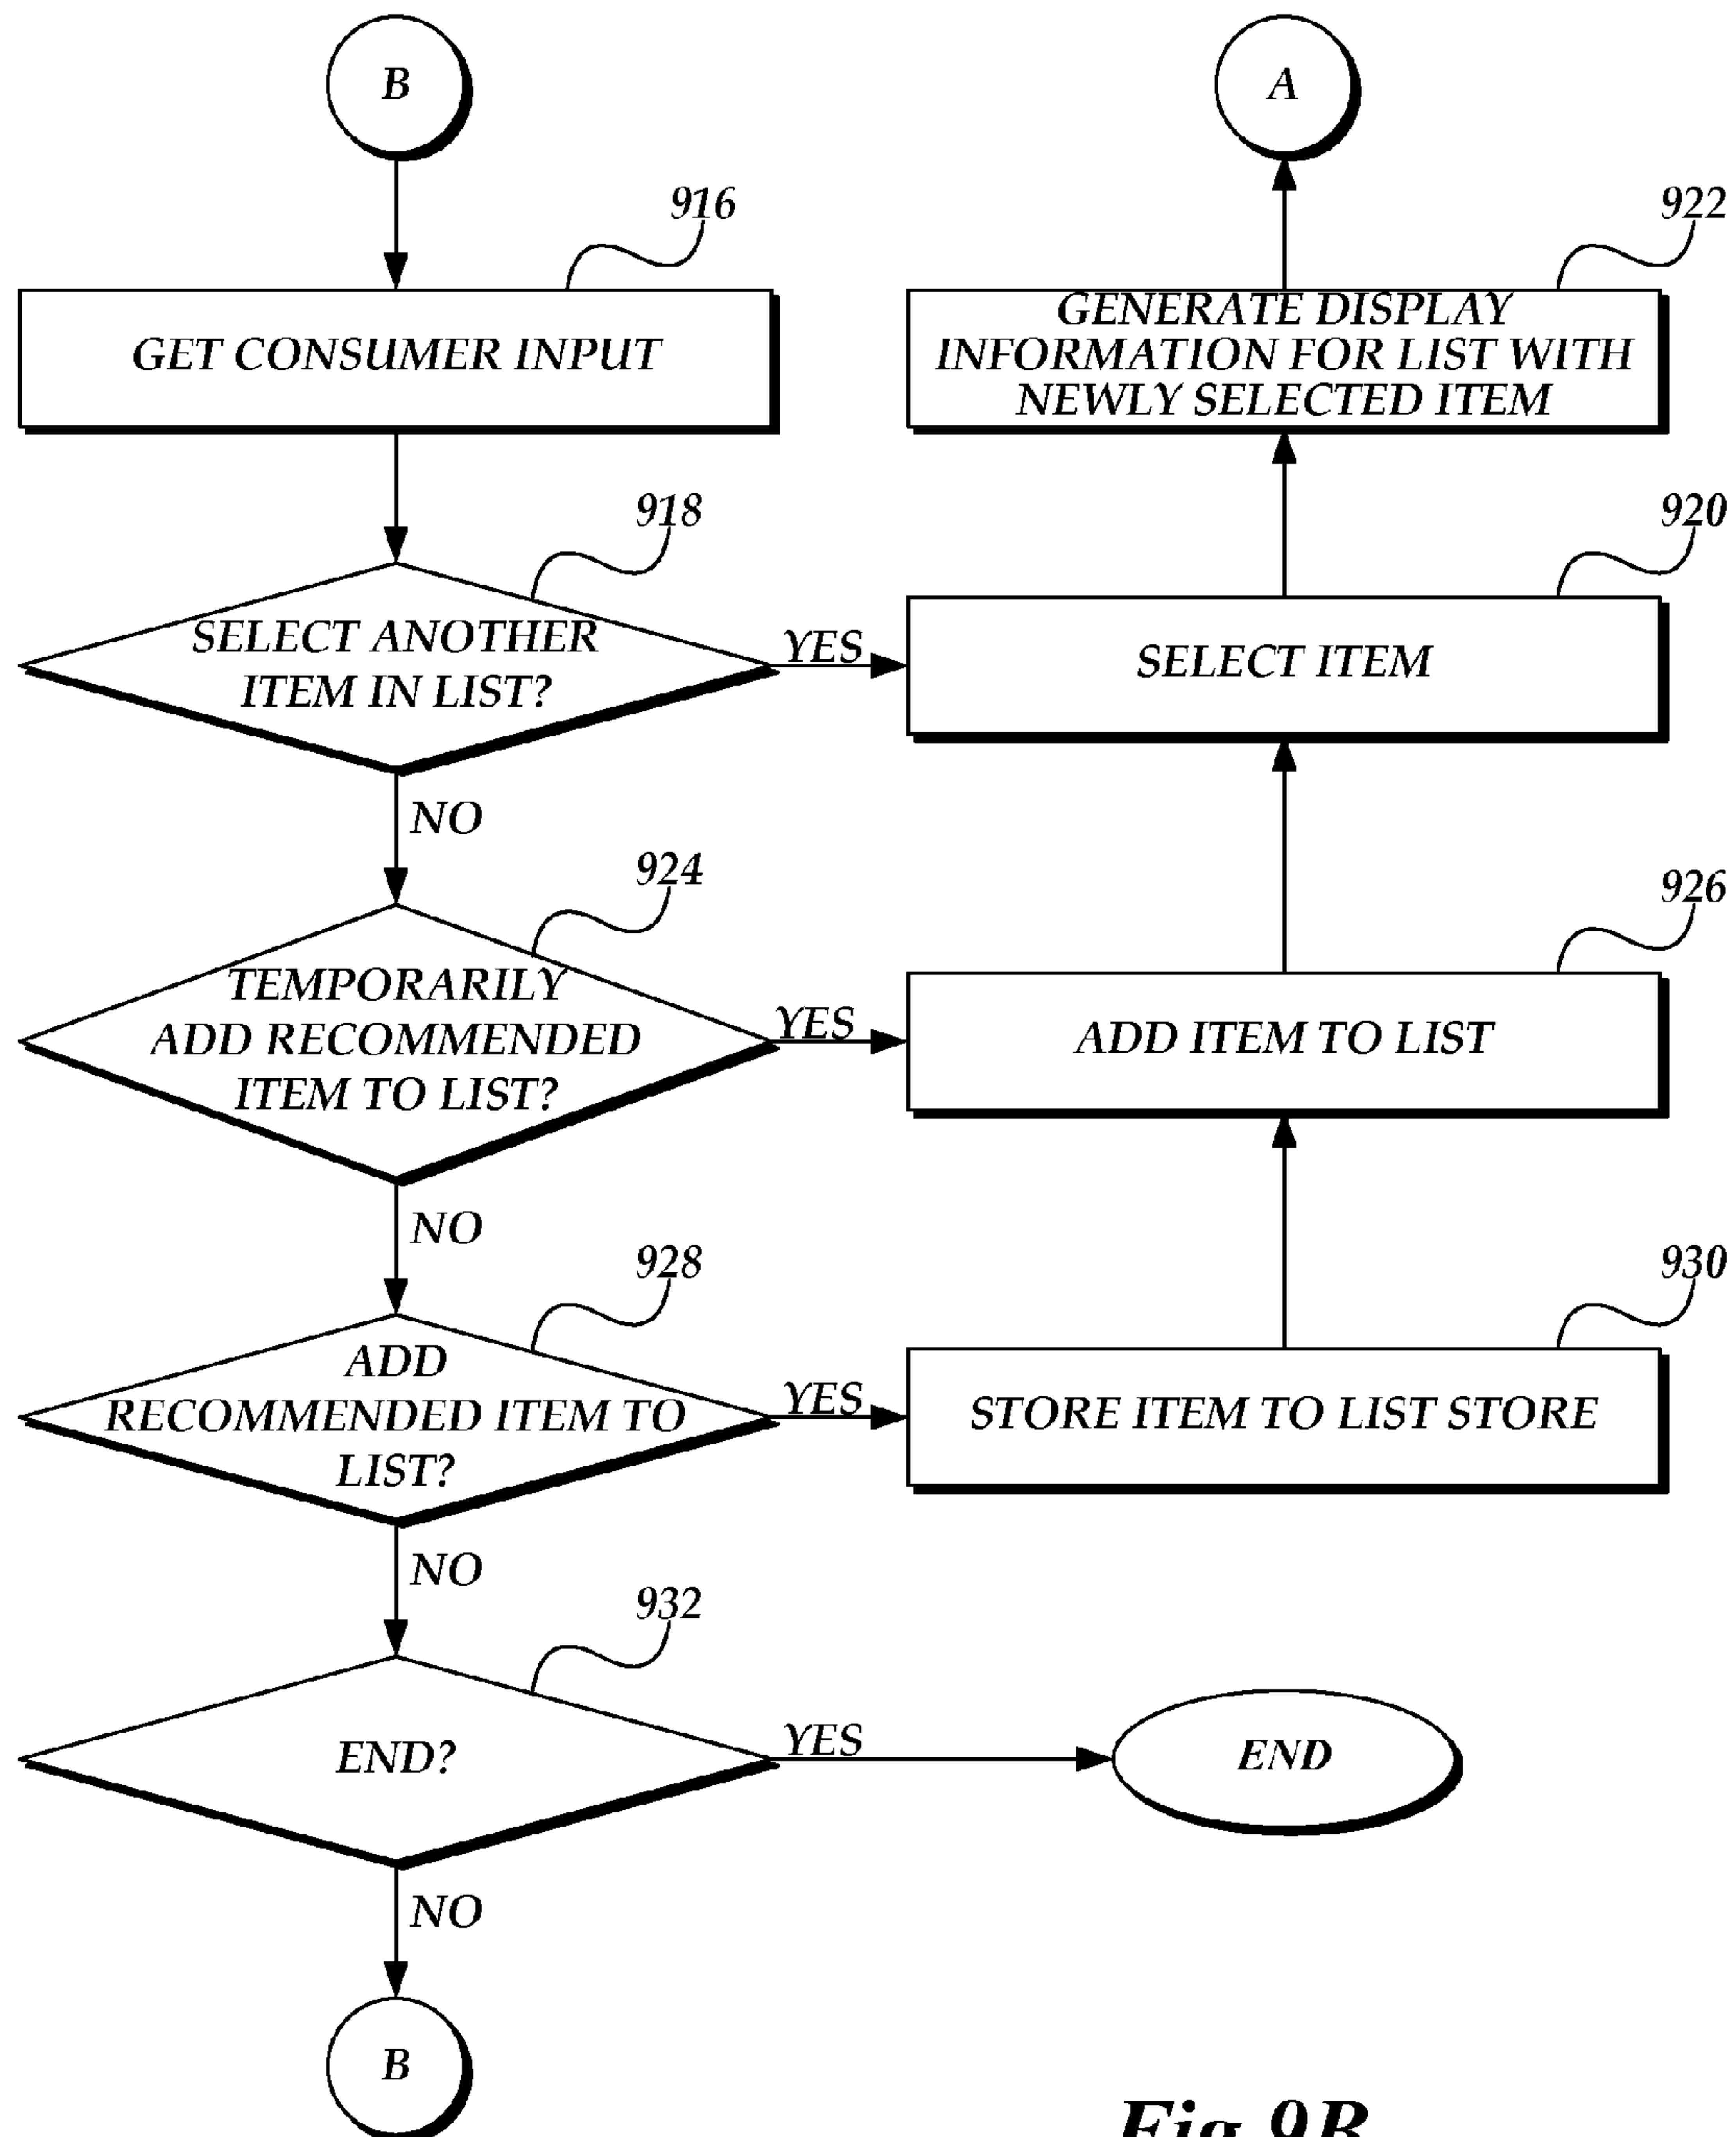 B
A
916
922
GET CONSUMER INPUT
GENERATE DISPLAY
INFORMATION FOR LIST WITH
NEWLY SELECTED ITEM
918
920
SELECT ANOTHER
ITEM IN LIST?
YES
SELECT ITEM
NO
924
926
TEMPORARILY
ADD RECOMMENDED
ITEM TO LIST?
YES
ADD ITEM TO LIST
NO
928
930
ADD
RECOMMENDED ITEM TO
LIST?
YES
STORE ITEM TO LIST STORE
NO
932
END?
YES
END
NO
B
Fig.9B